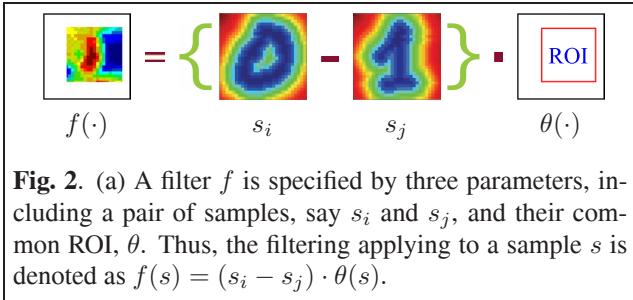 = { - } · ROI
f(·) s_i s_j θ(·)
Fig. 2. (a) A filter f is specified by three parameters, in-
cluding a pair of samples, say s_i and s_j, and their com-
mon ROI, θ. Thus, the filtering applying to a sample s is
denoted as f(s) = (s_i − s_j) · θ(s).